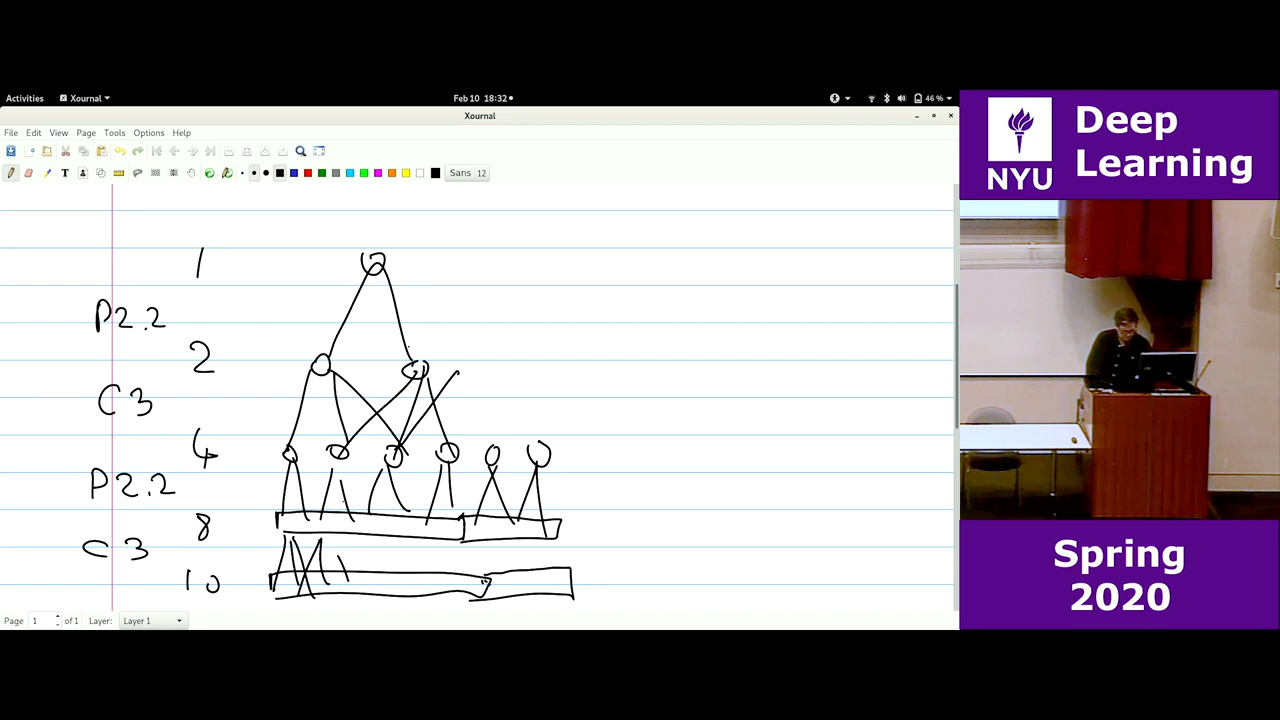 Activities Xournal Feb 10 18:32 46 %
Xournal
File Edit View Page Tools Options Help
Sans 12
1
P2.2
2
C3
4
P2.2
8
C3
10
Page 1 of 1 Layer: Layer 1
NYU
Deep
Learning
Spring
2020